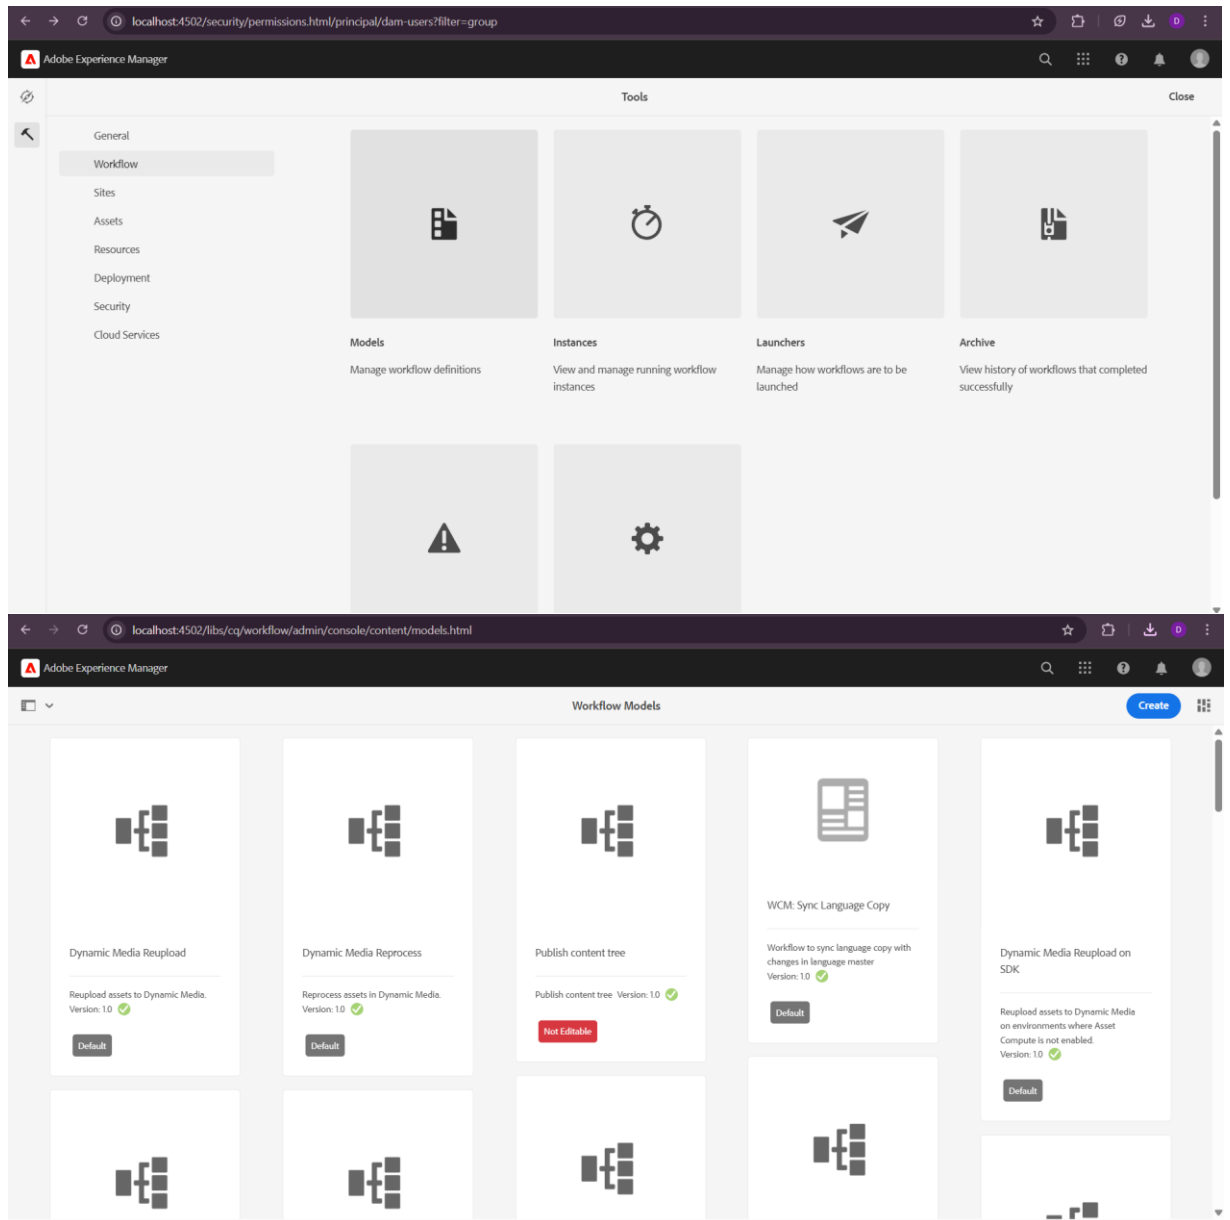 localhost:4502/security/permissions.html/principal/dam-users?filter=group
D
Adobe Experience Manager
Tools
Close
General
Workflow
Sites
Assets
Resources
Deployment
Security
Cloud Services
Models
Manage workflow definitions
Instances
View and manage running workflow
instances
Launchers
Manage how workflows are to be
launched
Archive
View history of workflows that completed
successfully
localhost:4502/libs/cq/workflow/admin/console/content/models.html
D
Adobe Experience Manager
Workflow Models
Create
Dynamic Media Reupload
Reupload assets to Dynamic Media.
Version: 1.0
Default
Dynamic Media Reprocess
Reprocess assets in Dynamic Media.
Version: 1.0
Default
Publish content tree
Publish content tree Version: 1.0
Not Editable
WCM: Sync Language Copy
Workflow to sync language copy with
changes in language master
Version: 1.0
Default
Dynamic Media Reupload on
SDK
Reupload assets to Dynamic Media
on environments where Asset
Compute is not enabled.
Version: 1.0
Default